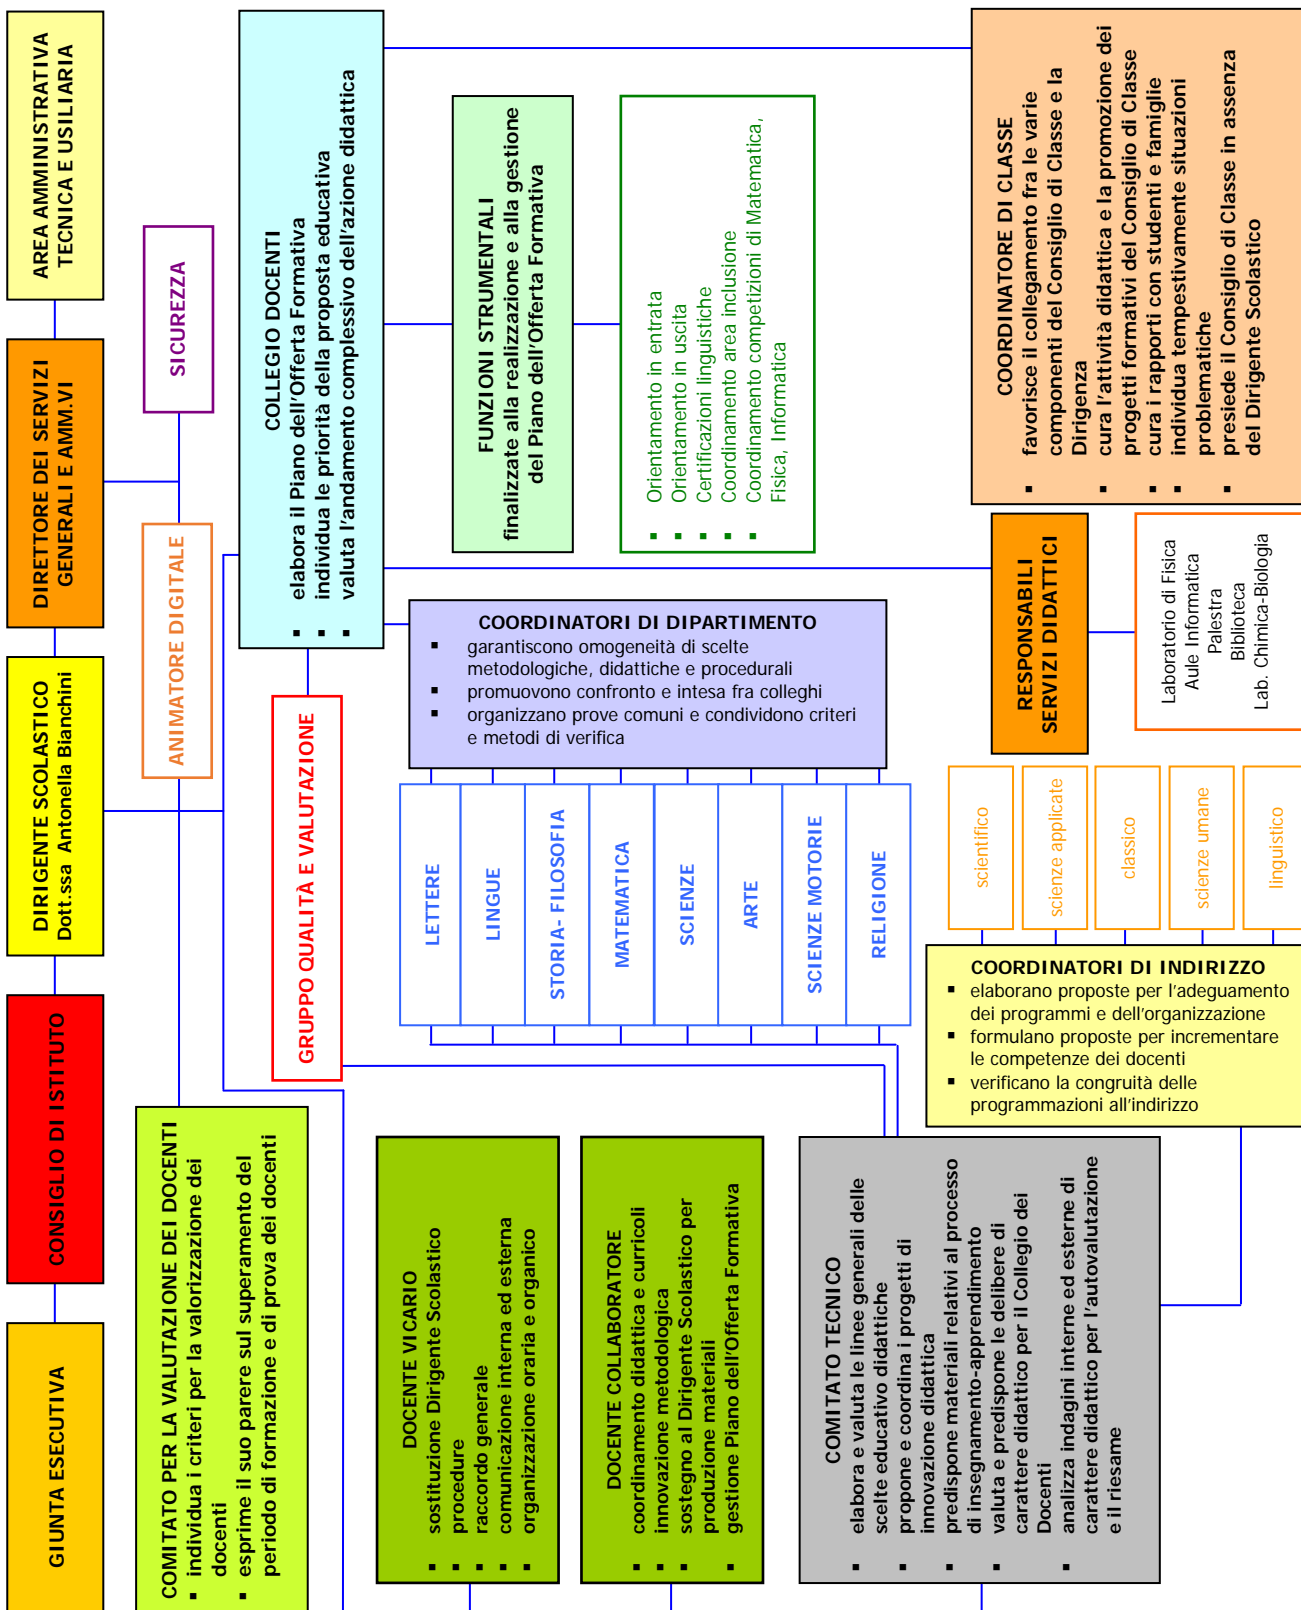 GIUNTA ESECUTIVA
CONSIGLIO DI ISTITUTO
DIRIGENTE SCOLASTICO
Dott.ssa Antonella Bianchini
DIRETTORE DEI SERVIZI
GENERALI E AMM.VI
AREA AMMINISTRATIVA
TECNICA E USILIARIA
COMITATO PER LA VALUTAZIONE DEI DOCENTI
▪ individua i criteri per la valorizzazione dei
docenti
▪ esprime il suo parere sul superamento del
periodo di formazione e di prova dei docenti
ANIMATORE DIGITALE
SICUREZZA
GRUPPO QUALITÀ E VALUTAZIONE
COLLEGIO DOCENTI
▪ elabora il Piano dell'Offerta Formativa
▪ individua le priorità della proposta educativa
▪ valuta l'andamento complessivo dell'azione didattica
DOCENTE VICARIO
▪ sostituzione Dirigente Scolastico
▪ procedure
▪ raccordo generale
▪ comunicazione interna ed esterna
▪ organizzazione oraria e organico
COORDINATORI DI DIPARTIMENTO
▪ garantiscono omogeneità di scelte
metodologiche, didattiche e procedurali
▪ promuovono confronto e intesa fra colleghi
▪ organizzano prove comuni e condividono criteri
e metodi di verifica
LETTERE
LINGUE
STORIA- FILOSOFIA
MATEMATICA
SCIENZE
ARTE
SCIENZE MOTORIE
RELIGIONE
FUNZIONI STRUMENTALI
finalizzate alla realizzazione e alla gestione
del Piano dell'Offerta Formativa
▪ Orientamento in entrata
▪ Orientamento in uscita
▪ Certificazioni linguistiche
▪ Coordinamento area inclusione
▪ Coordinamento competizioni di Matematica,
Fisica, Informatica
DOCENTE COLLABORATORE
▪ coordinamento didattica e curricoli
▪ innovazione metodologica
▪ sostegno al Dirigente Scolastico per
produzione materiali
▪ gestione Piano dell'Offerta Formativa
COMITATO TECNICO
▪ elabora e valuta le linee generali delle
scelte educativo didattiche
▪ propone e coordina i progetti di
innovazione didattica
▪ predispone materiali relativi al processo
di insegnamento-apprendimento
▪ valuta e predispone le delibere di
carattere didattico per il Collegio dei
Docenti
▪ analizza indagini interne ed esterne di
carattere didattico per l'autovalutazione
e il riesame
COORDINATORI DI INDIRIZZO
▪ elaborano proposte per l'adeguamento
dei programmi e dell'organizzazione
▪ formulano proposte per incrementare
le competenze dei docenti
▪ verificano la congruità delle
programmazioni all'indirizzo
scientifico
scienze applicate
classico
scienze umane
linguistico
RESPONSABILI
SERVIZI DIDATTICI
Laboratorio di Fisica
Aule Informatica
Palestra
Biblioteca
Lab. Chimica-Biologia
COORDINATORE DI CLASSE
▪ favorisce il collegamento fra le varie
componenti del Consiglio di Classe e la
Dirigenza
▪ cura l'attività didattica e la promozione dei
progetti formativi del Consiglio di Classe
▪ cura i rapporti con studenti e famiglie
▪ individua tempestivamente situazioni
problematiche
▪ presiede il Consiglio di Classe in assenza
del Dirigente Scolastico